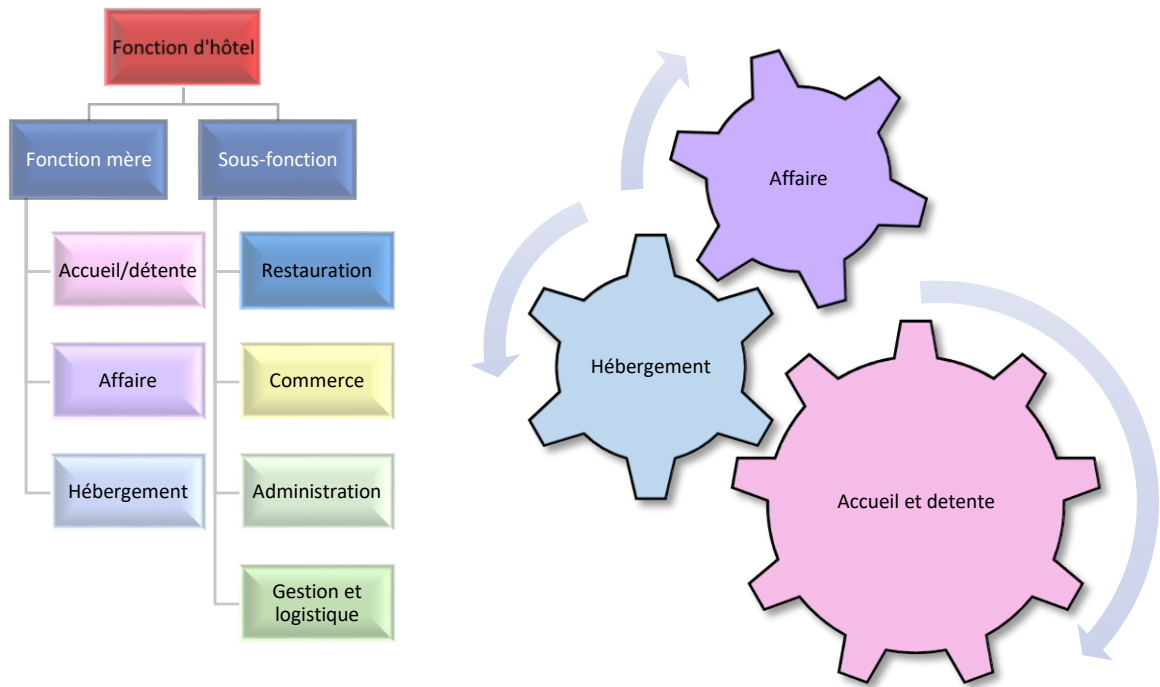 Fonction d'hôtel
Fonction mère
Sous-fonction
Accueil/détente
Restauration
Affaire
Commerce
Hébergement
Administration
Gestion et
logistique
Affaire
Hébergement
Accueil et detente